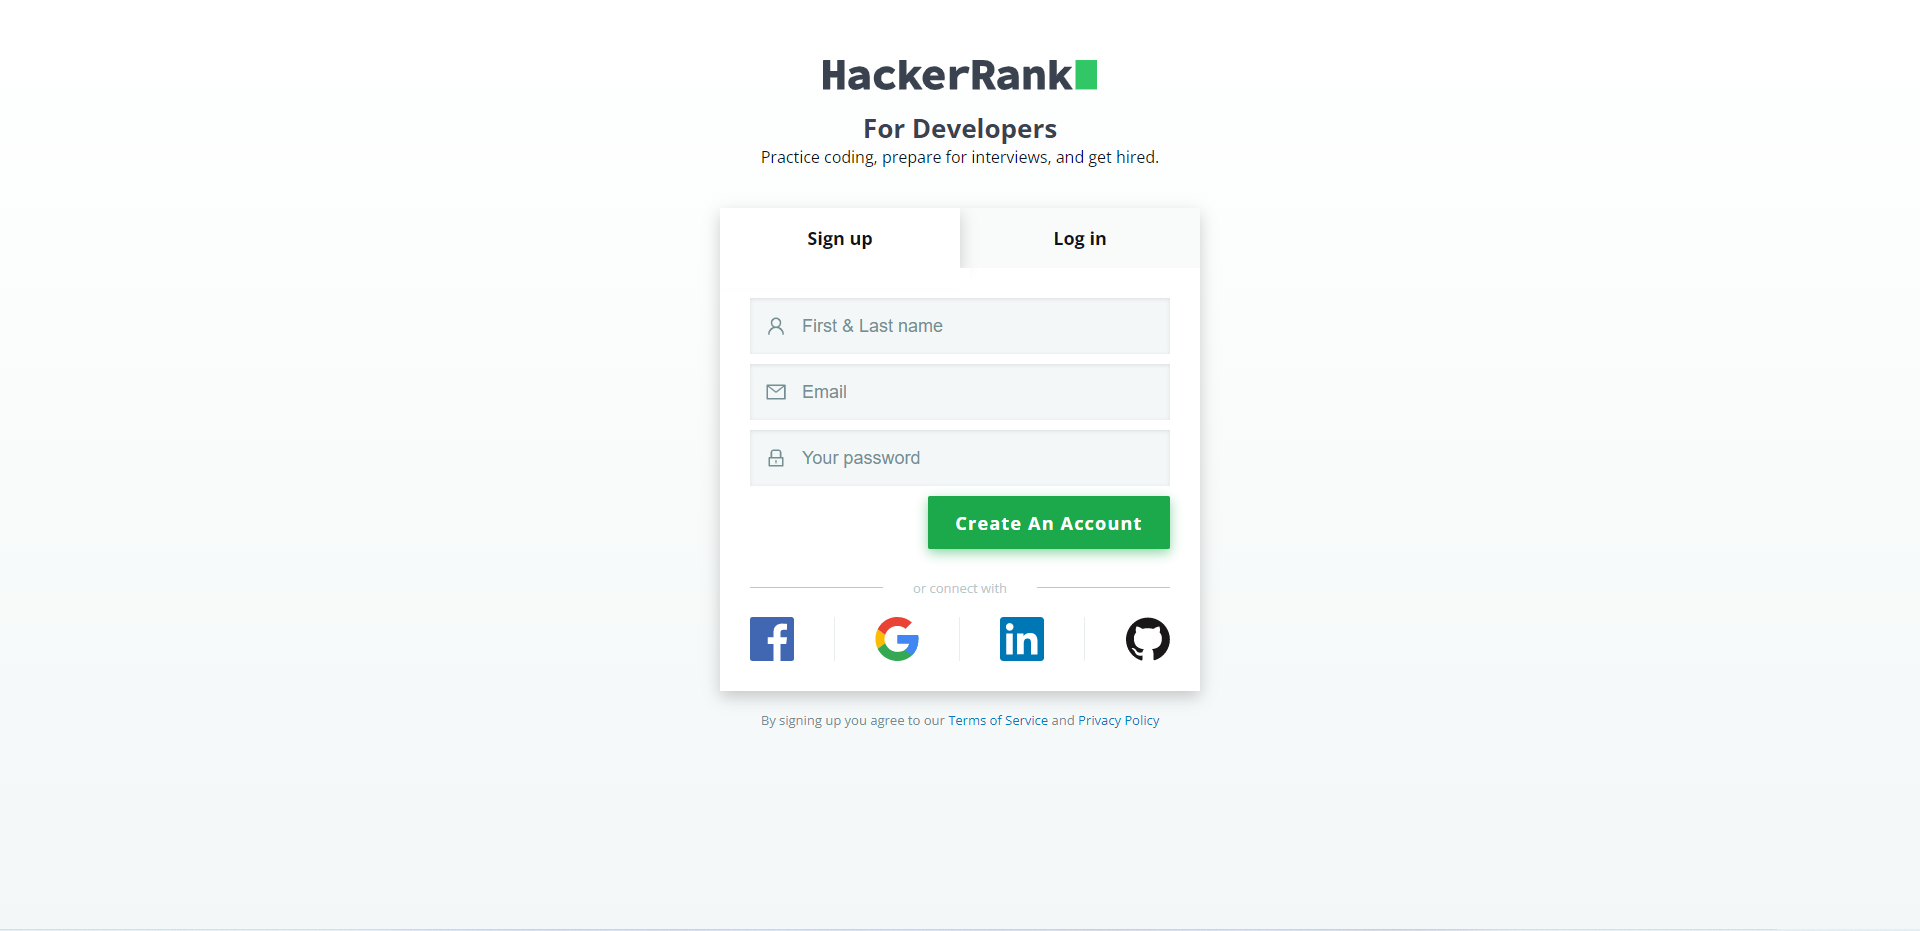 HackerRank
For Developers
Practice coding, prepare for interviews, and get hired.
Sign up
Log in
First & Last name
Email
Your password
Create An Account
or connect with
By signing up you agree to our Terms of Service and Privacy Policy